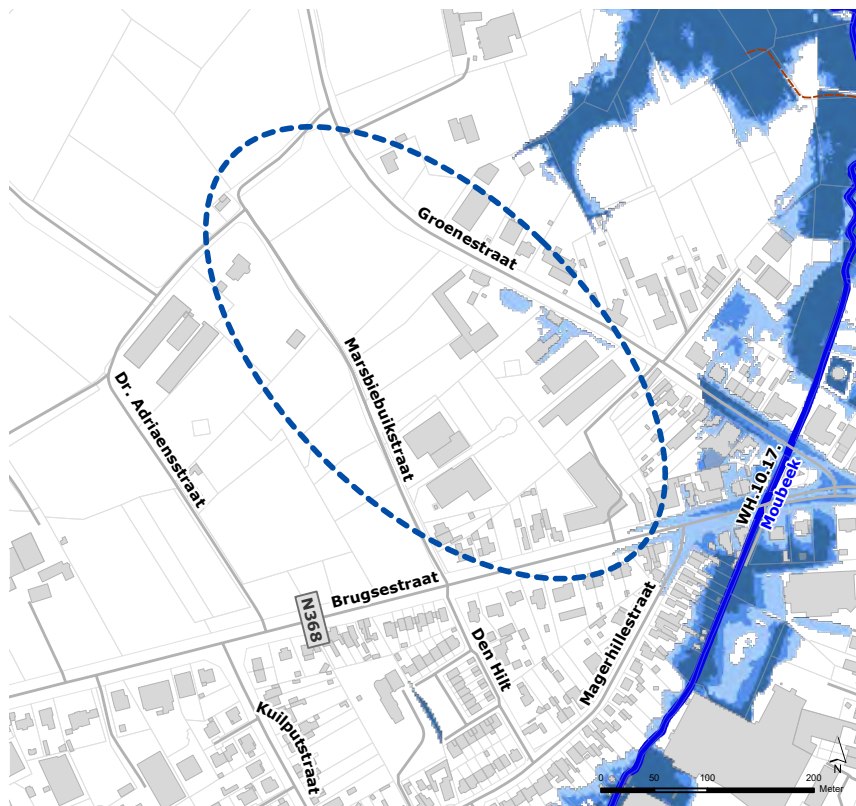 Groenestraat
Marsbiebuikstraat
Dr. Adriaensstraat
WH.10.17.
Moubeek
Brugsestraat
N368
Magerhillestraat
Den Hilt
Kuilputstraat
N
0 50 100 200
Meter